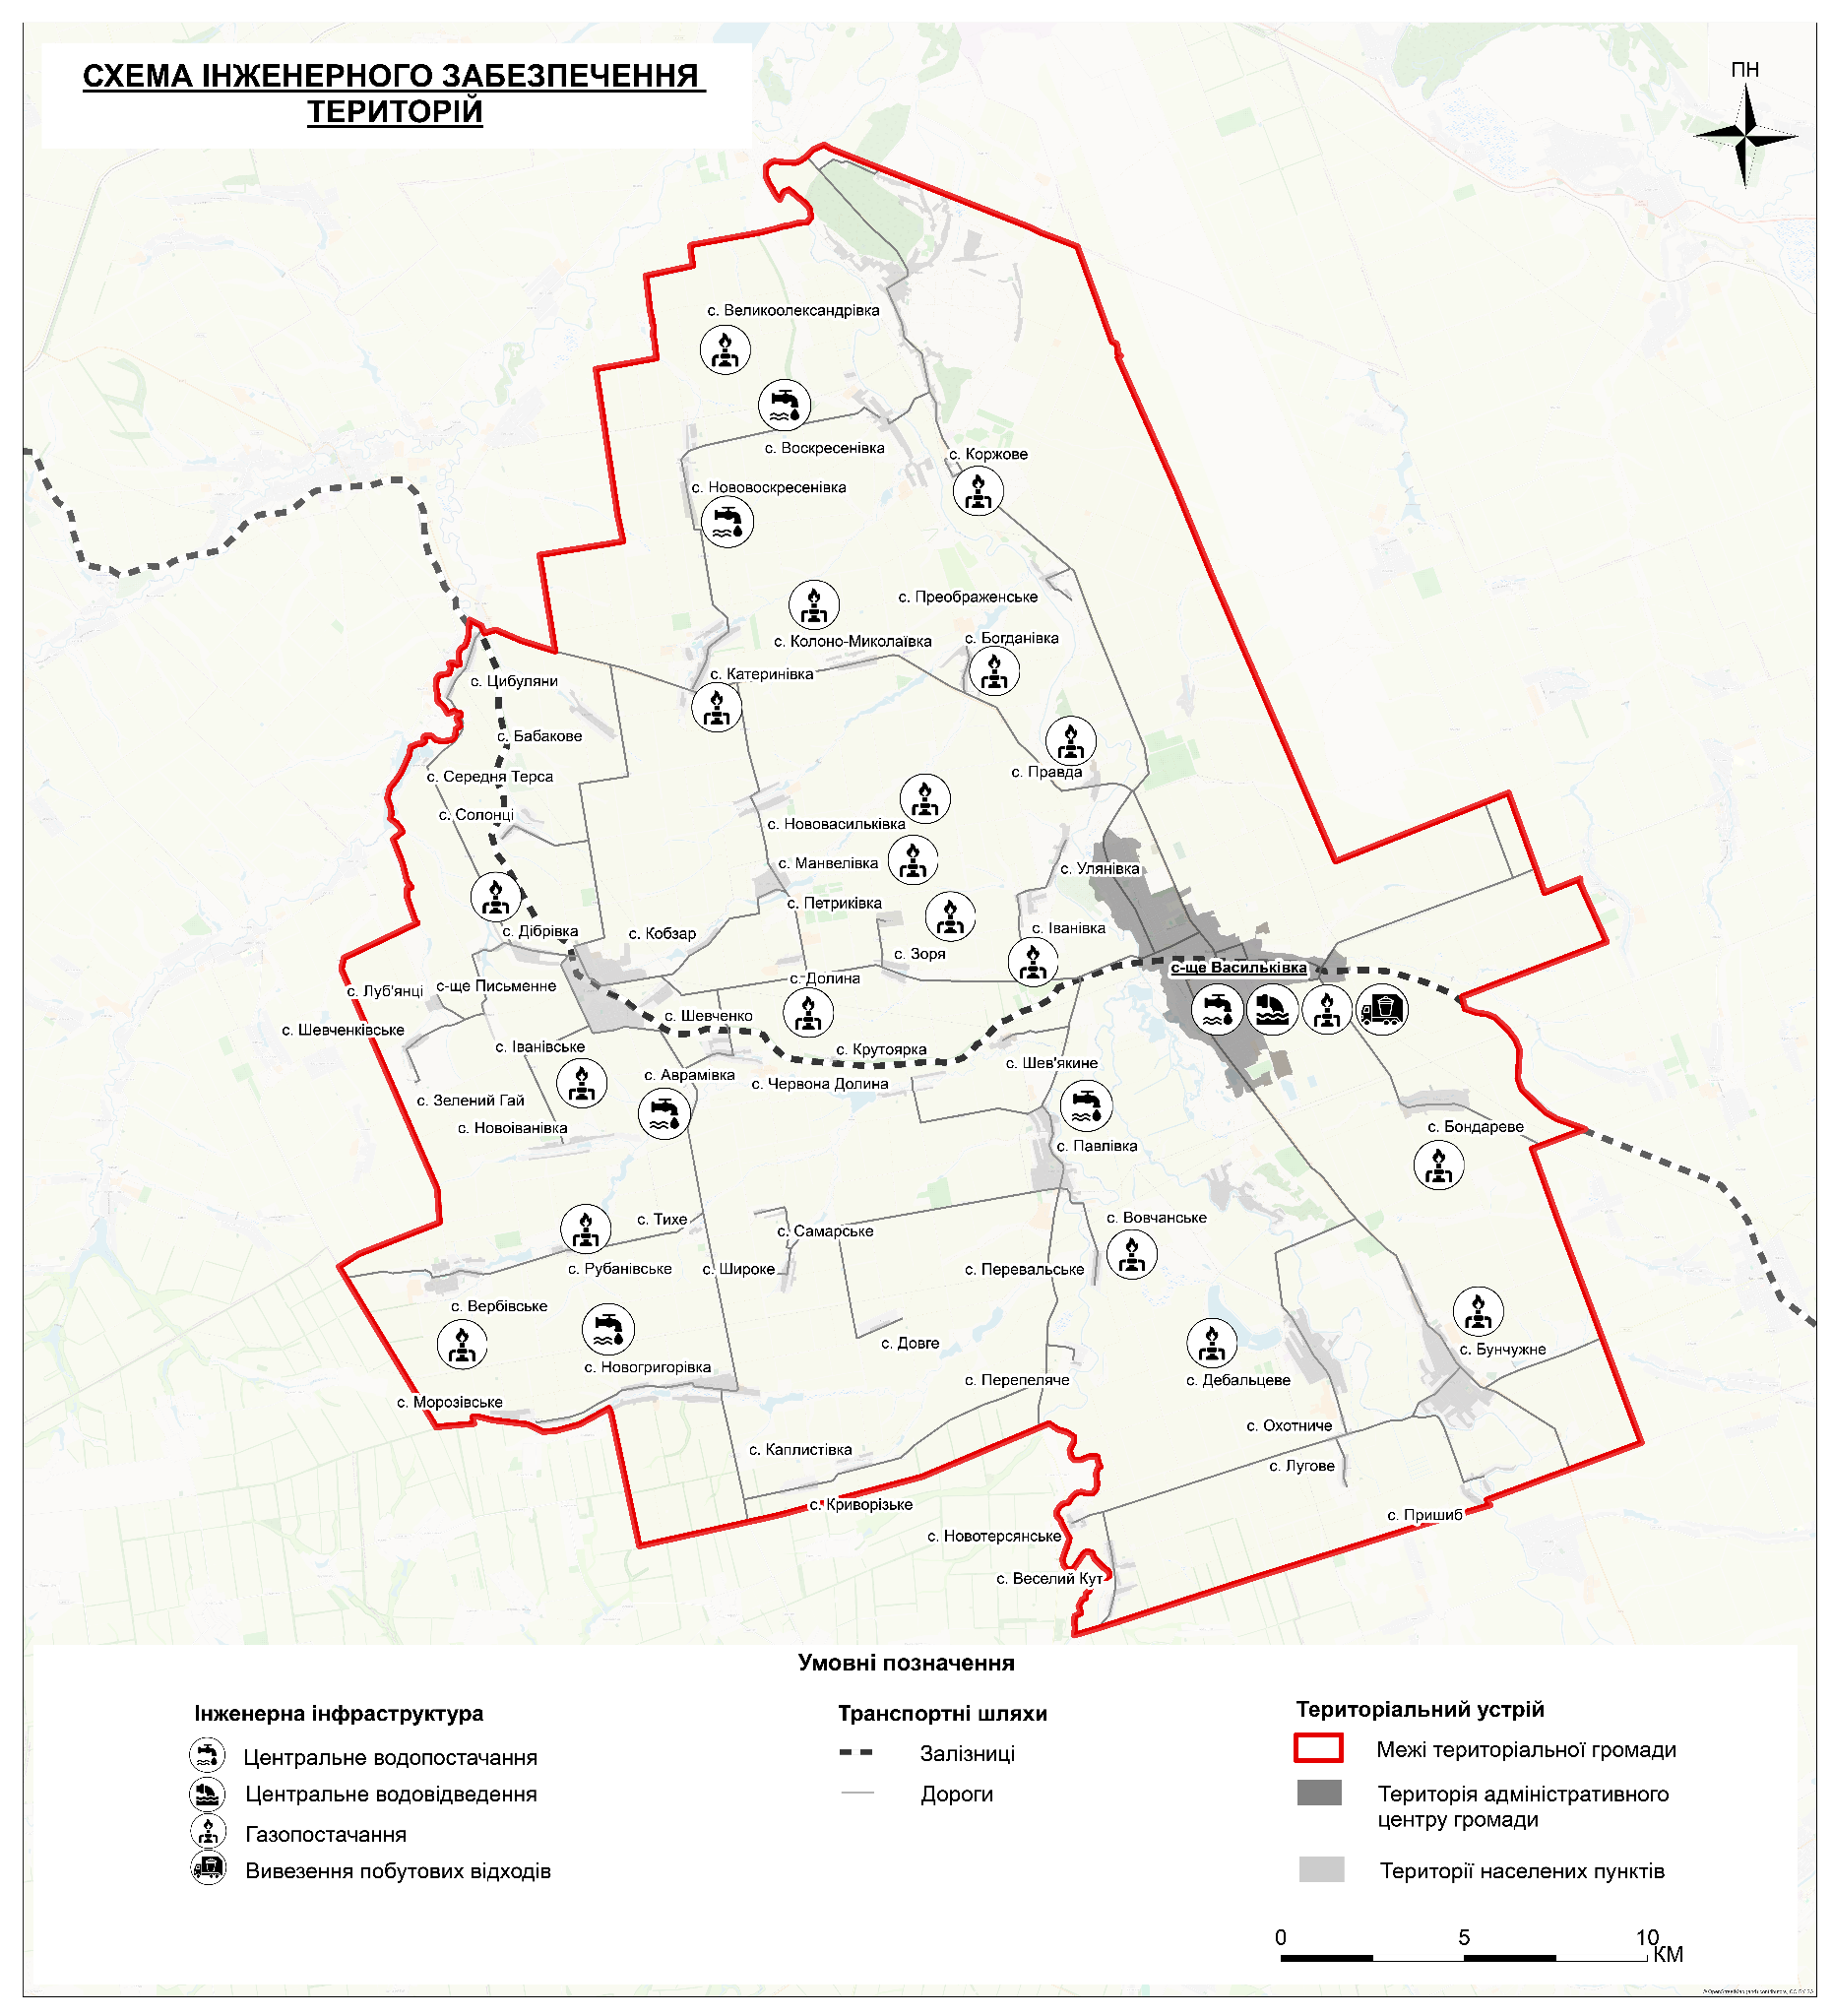 СХЕМА ІНЖЕНЕРНОГО ЗАБЕЗПЕЧЕННЯ
ТЕРИТОРІЙ
ПН
с. Великоолександрівка
с. Воскресенівка
с. Коржове
с. Нововоскресенівка
с. Преображенське
с. Колоно-Миколаївка
с. Богданівка
с. Катеринівка
с. Цибуляни
с. Бабакове
с. Середня Терса
с. Правда
с. Солонці
с. Нововасильківка
с. Манвелівка
с. Улянівка
с. Петриківка
с. Дібрівка
с. Кобзар
с. Іванівка
с. Зоря
с-ще Васильківка
с. Долина
с. Луб'янці
с-ще Письменне
с. Шевченко
с. Шевченківське
с. Іванівське
с. Крутоярка
с. Шев'якине
с. Аврамівка
с. Червона Долина
с. Зелений Гай
с. Новоіванівка
с. Бондареве
с. Павлівка
с. Тихе
с. Самарське
с. Вовчанське
с. Рубанівське
с. Широке
с. Перевальське
с. Вербівське
с. Довге
с. Бунчужне
с. Новогригорівка
с. Перепеляче
с. Дебальцеве
с. Морозівське
с. Охотниче
с. Каплистівка
с. Лугове
с. Криворізьке
с. Пришиб
с. Новотерсянське
с. Веселий Кут
Умовні позначення
Інженерна інфраструктура
Центральне водопостачання
Центральне водовідведення
Газопостачання
Вивезення побутових відходів
Транспортні шляхи
Залізниці
Дороги
Територіальний устрій
Межі територіальної громади
Територія адміністративного
центру громади
Території населених пунктів
0 5 10
КМ